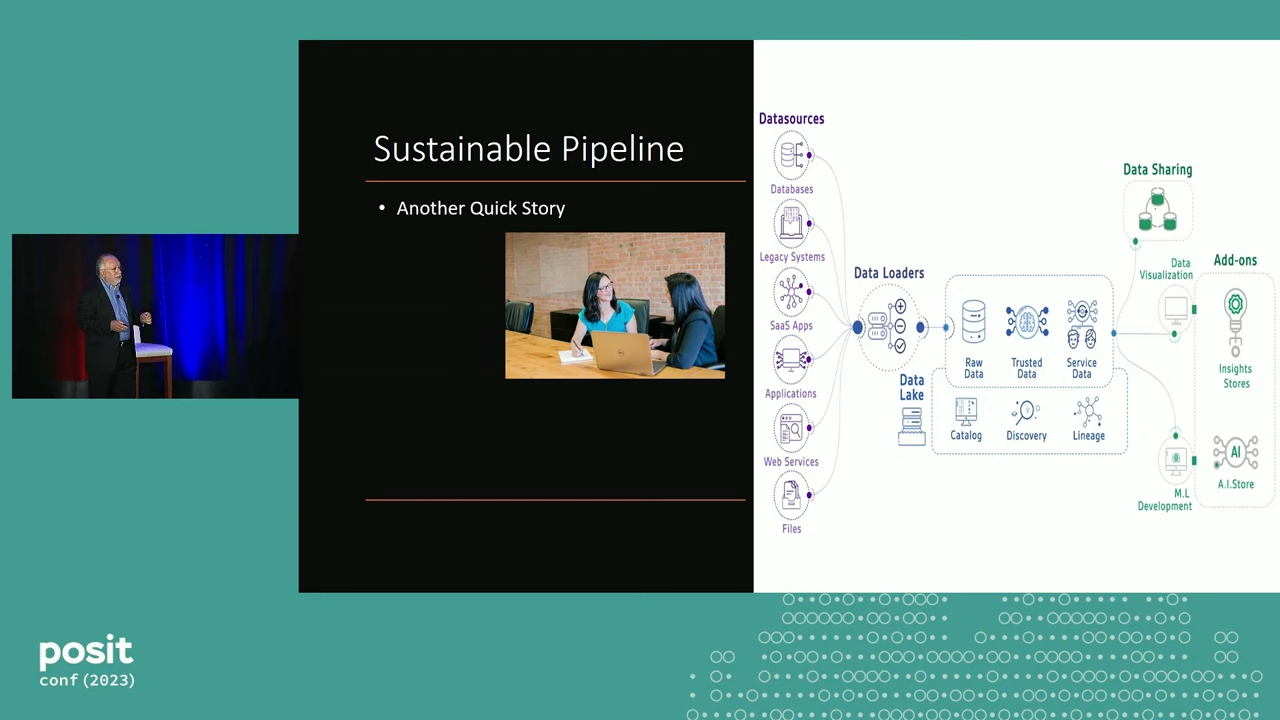 Sustainable Pipeline
• Another Quick Story
Datasources
Databases
Legacy Systems
SaaS Apps
Applications
Web Services
Files
Data Loaders
Raw
Data
Trusted
Data
Service
Data
Data
Lake
Catalog
Discovery
Lineage
Data Sharing
Data
Visualization
M.L
Development
Add-ons
Insights
Stores
AI
A.I.Store
posit
conf(2023)